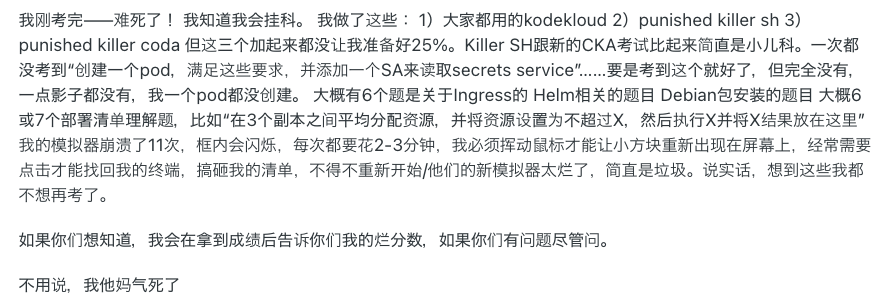 我刚考完——难死了！ 我知道我会挂科。 我做了这些： 1）大家都用的kodekloud 2）punished killer sh 3）
punished killer coda 但这三个加起来都没让我准备好25%。Killer SH跟新的CKA考试比起来简直是小儿科。一次都
没考到“创建一个pod，满足这些要求，并添加一个SA来读取secrets service”……要是考到这个就好了，但完全没有，
一点影子都没有，我一个pod都没创建。 大概有6个题是关于Ingress的 Helm相关的题目 Debian包安装的题目 大概6
或7个部署清单理解题，比如“在3个副本之间平均分配资源，并将资源设置为不超过X，然后执行X并将X结果放在这里”
我的模拟器崩溃了11次，框内会闪烁，每次都要花2-3分钟，我必须挥动鼠标才能让小方块重新出现在屏幕上，经常需要
点击才能找回我的终端，搞砸我的清单，不得不重新开始/他们的新模拟器太烂了，简直是垃圾。说实话，想到这些我都
不想再考了。
如果你们想知道，我会在拿到成绩后告诉你们我的烂分数，如果你们有问题尽管问。
不用说，我他妈气死了